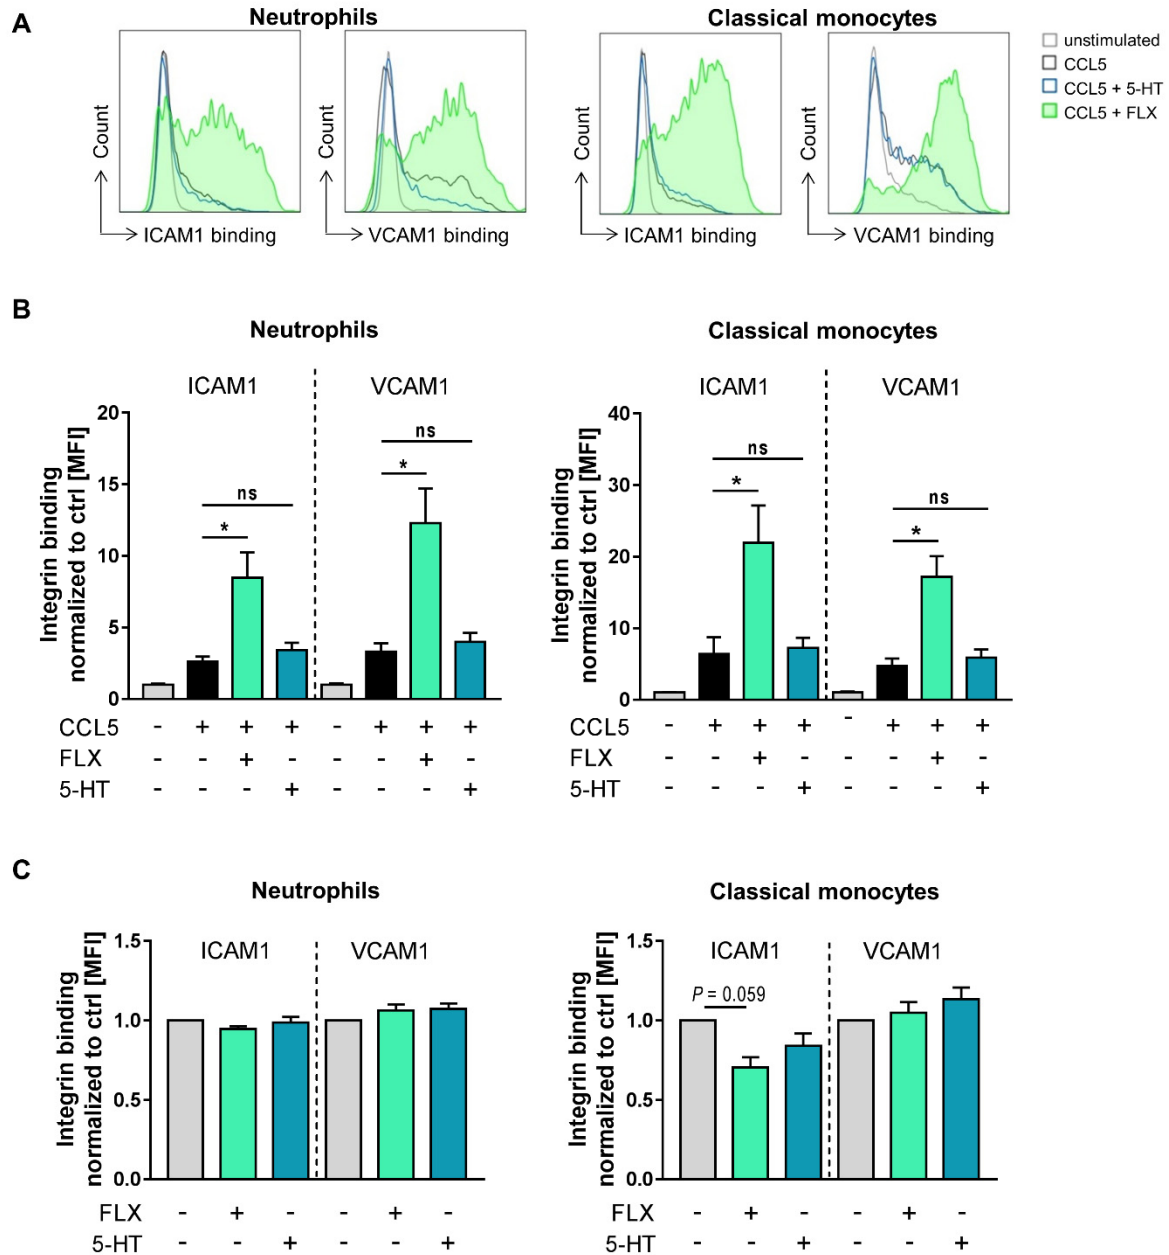 A
Neutrophils
Classical monocytes
Count
ICAM1 binding
Count
VCAM1 binding
Count
ICAM1 binding
Count
VCAM1 binding
unstimulated
CCL5
CCL5 + 5-HT
CCL5 + FLX
B
Neutrophils
ICAM1
VCAM1
Integrin binding
normalized to ctrl [MFI]
20
15
10
5
0
ns
*
ns
*
CCL5 - + + + - + + +
FLX - - + - - - + -
5-HT - - - + - - - +
Classical monocytes
ICAM1
VCAM1
Integrin binding
normalized to ctrl [MFI]
40
30
20
10
0
ns
*
ns
*
CCL5 - + + + - + + +
FLX - - + - - - + -
5-HT - - - + - - - +
C
Neutrophils
ICAM1
VCAM1
Integrin binding
normalized to ctrl [MFI]
1.5
1.0
0.5
0.0
FLX - + - - + -
5-HT - - + - - +
Classical monocytes
ICAM1
VCAM1
P = 0.059
Integrin binding
normalized to ctrl [MFI]
1.5
1.0
0.5
0.0
FLX - + - - + -
5-HT - - + - - +